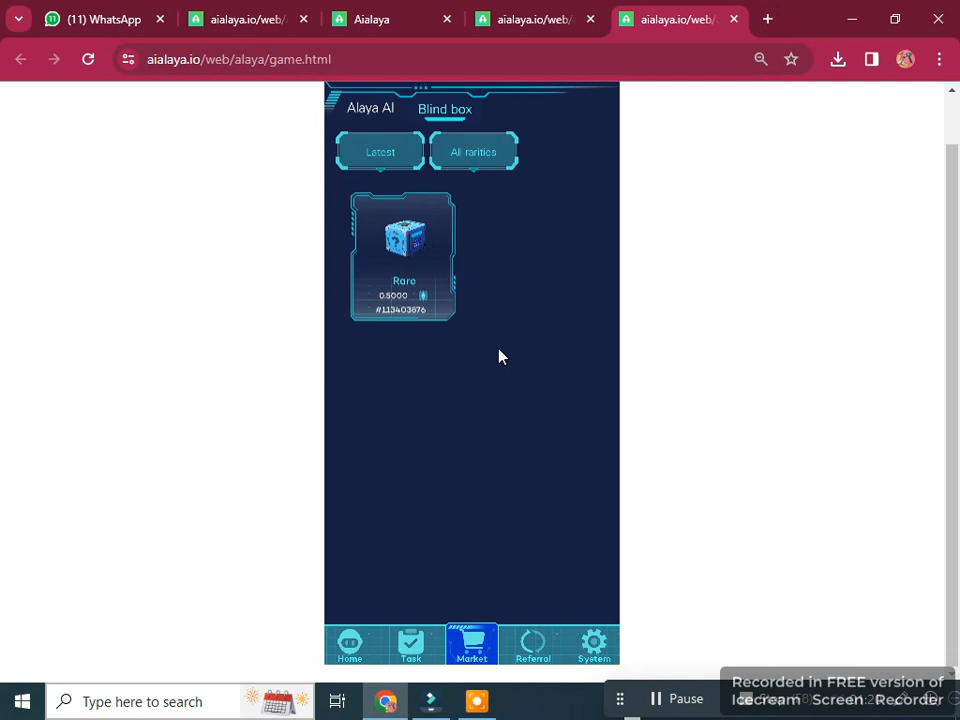 (11) WhatsApp
aialaya.io/web/
Aialaya
aialaya.io/web/
aialaya.io/web/
aialaya.io/web/alaya/game.html
Alaya AI
Blind box
Latest
All rarities
Rare
0.5000
#113403676
Home
Task
Market
Referral
System
Type here to search
Pause
Recorded in FREE version of
Icecream Screen Recorder